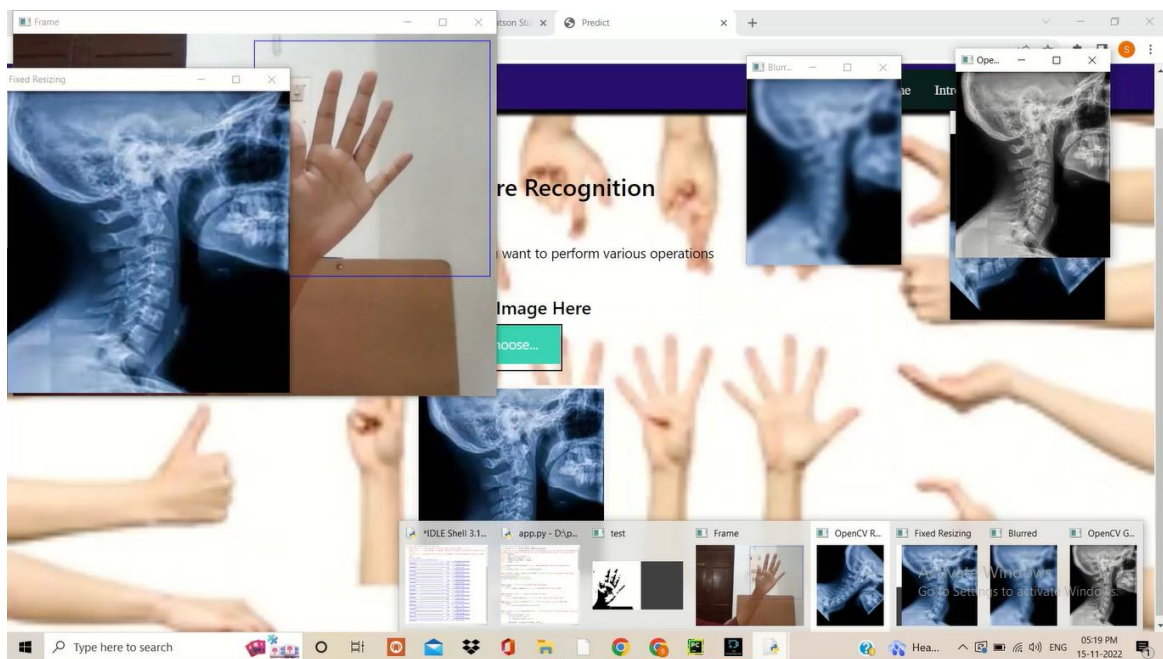 Frame
Predict
Fixed Resizing
Blurr...
Ope...
S
re Recognition
want to perform various operations
Image Here
hoose...
*IDLE Shell 3.1...
app.py - D:\p...
test
Frame
OpenCV R...
Fixed Resizing
Blurred
OpenCV G...
Activate Windows
Go to Settings to activate Windows.
Type here to search
Hea...
ENG
05:19 PM
15-11-2022
1